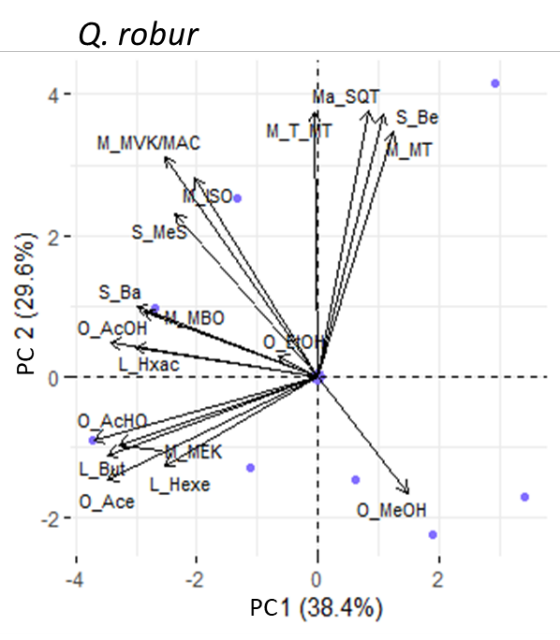 Q. robur
4
Ma_SQT
S_Be
M_T_MT
M_MVK/MAC
M_MT
M_ISO
2
S_MeS
S_Ba
M_MBO
O_AcOH
O_EtOH
L_Hxac
0
O_AcHO
M_MEK
L_But
L_Hexe
O_Ace
O_MeOH
-2
-4
-2
0
2
PC 2 (29.6%)
PC1 (38.4%)